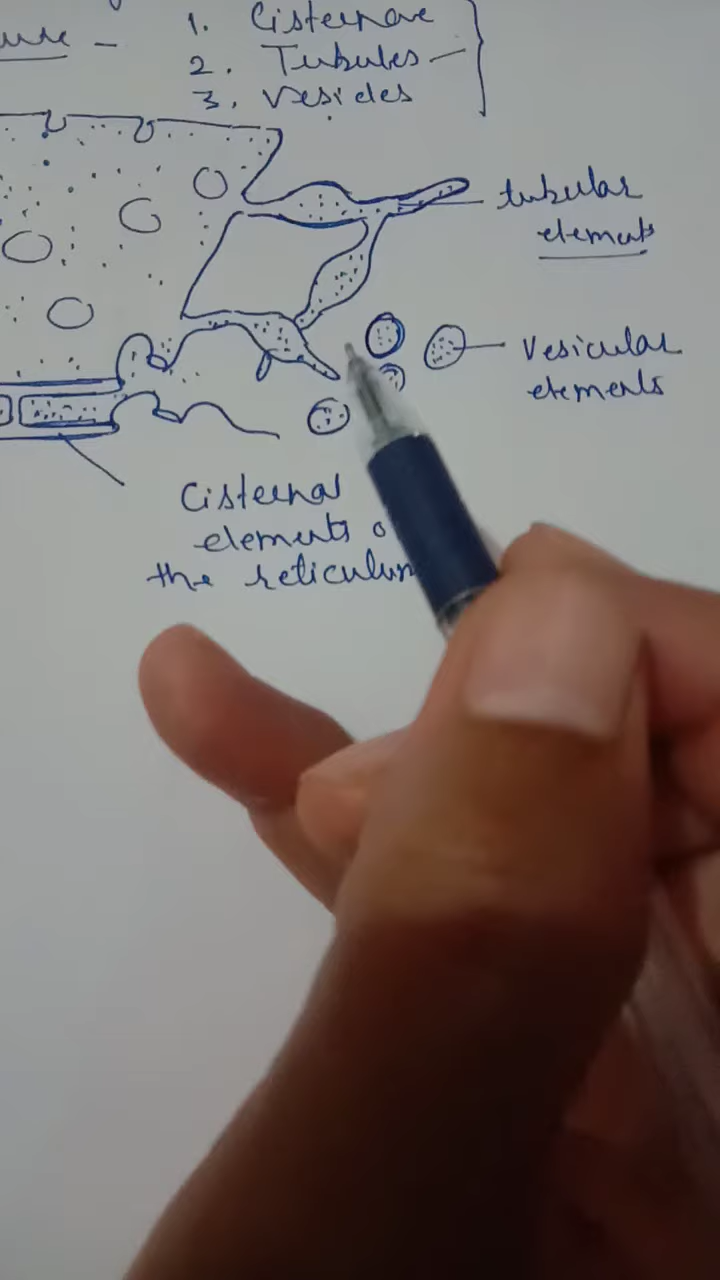 1. Cisternae
2. Tubules
3. Vesicles
tubular
elements
Vesicular
elements
Cisternal
elements
the reticulum